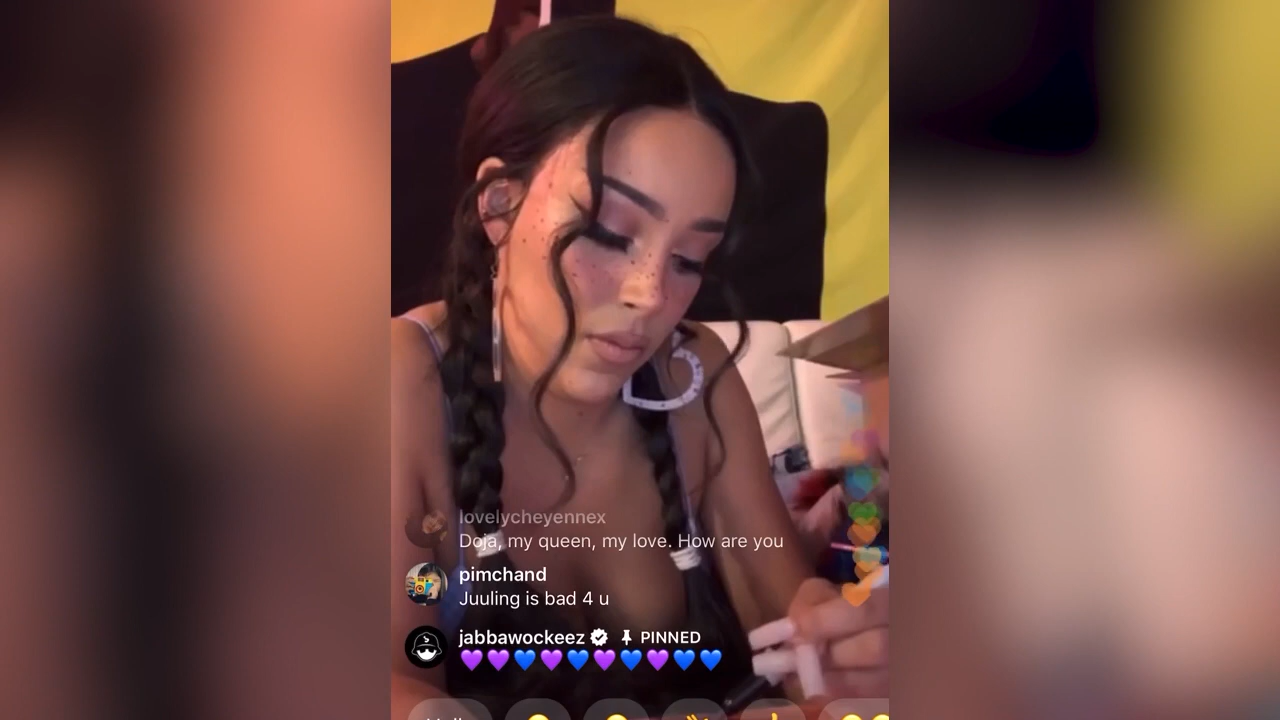 lovelycheyennex
Doja, my queen, my love. How are you
pimchand
Juuling is bad 4 u
jabbawockeez PINNED
💜💜💙💜💙💜💙💜💙💙